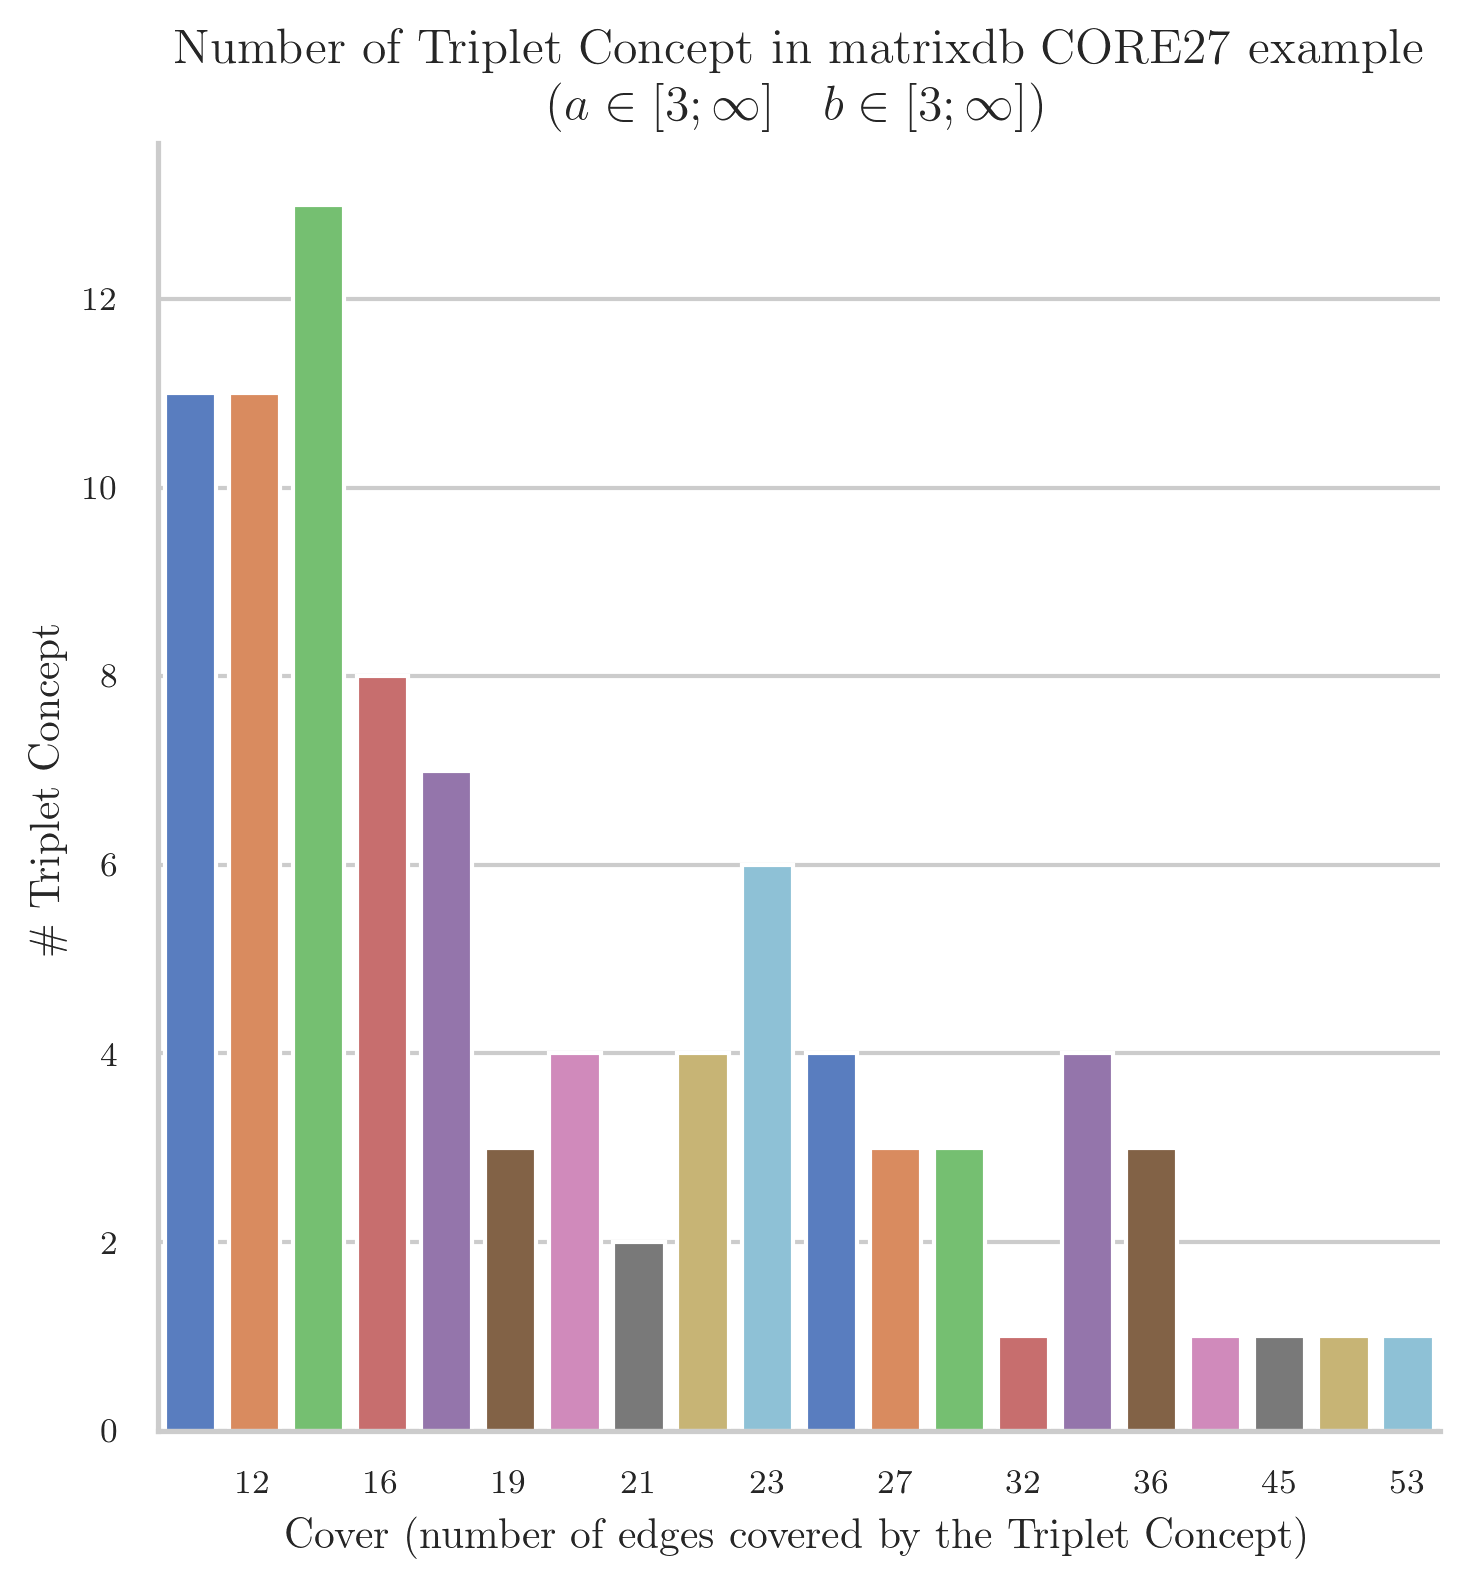 Number of Triplet Concept in matrixdb CORE27 example
(a ∈ [3; ∞] b ∈ [3; ∞])
# Triplet Concept
12
10
8
6
4
2
0
12 16 19 21 23 27 32 36 45 53
Cover (number of edges covered by the Triplet Concept)